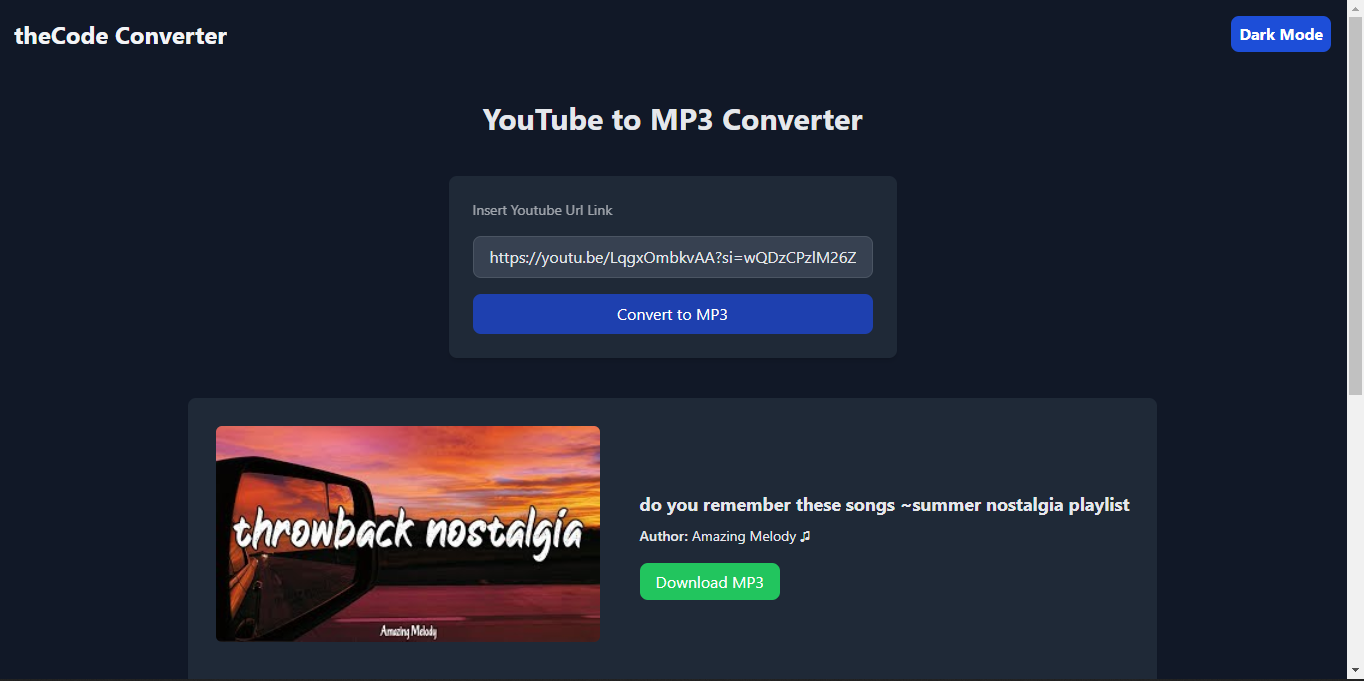 theCode Converter
Dark Mode
YouTube to MP3 Converter
Insert Youtube Url Link
https://youtu.be/LqgxOmbkvAA?si=wQDzCPzlM26Z
Convert to MP3
throwback nostalgia
Amazing Melody
do you remember these songs ~summer nostalgia playlist
Author: Amazing Melody ♫
Download MP3